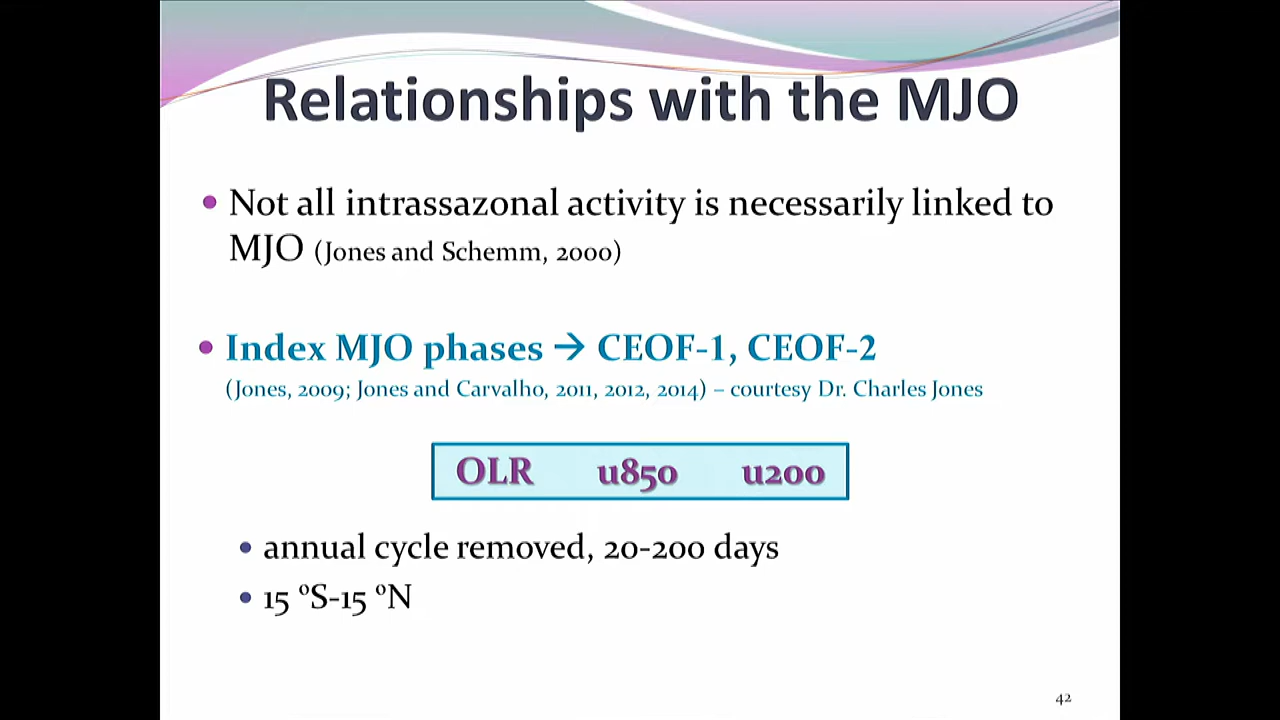 Relationships with the MJO
• Not all intrassazonal activity is necessarily linked to
MJO (Jones and Schemm, 2000)
• Index MJO phases → CEOF-1, CEOF-2
(Jones, 2009; Jones and Carvalho, 2011, 2012, 2014) – courtesy Dr. Charles Jones
OLR u850 u200
• annual cycle removed, 20-200 days
• 15 ºS-15 ºN
42